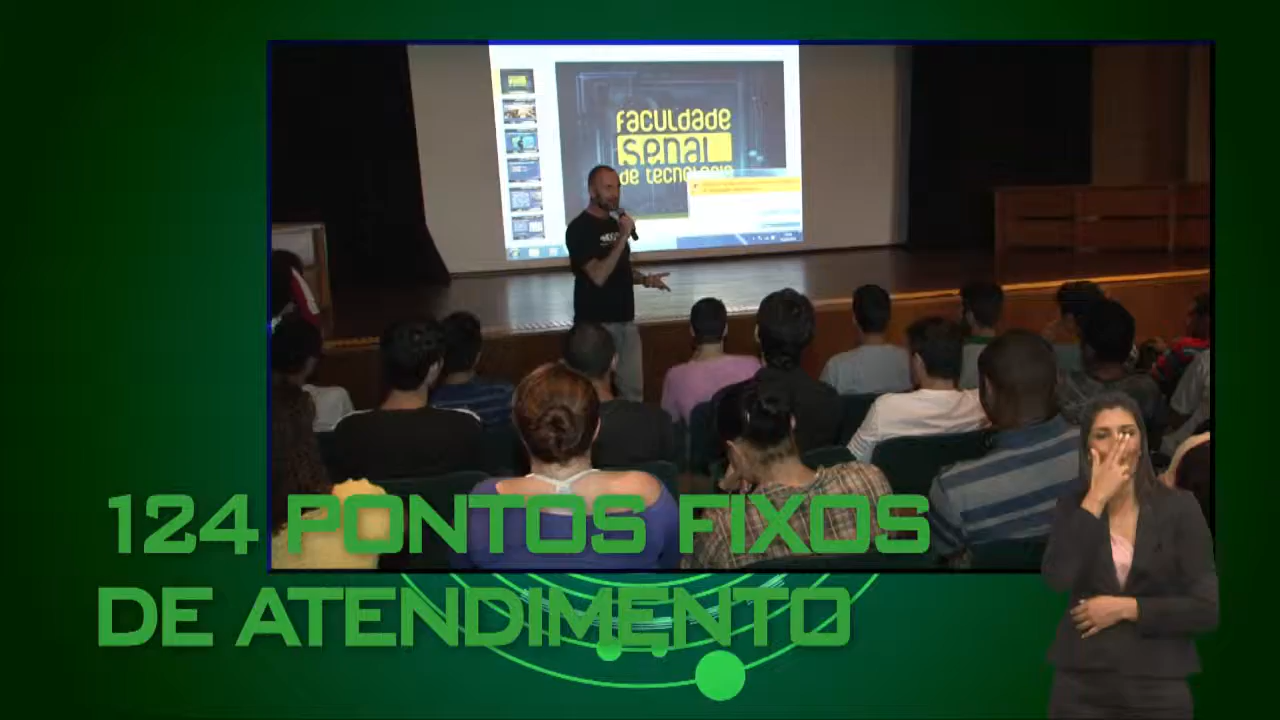 Faculdade
senai
de tecnologia
124 PONTOS FIXOS
DE ATENDIMENTO